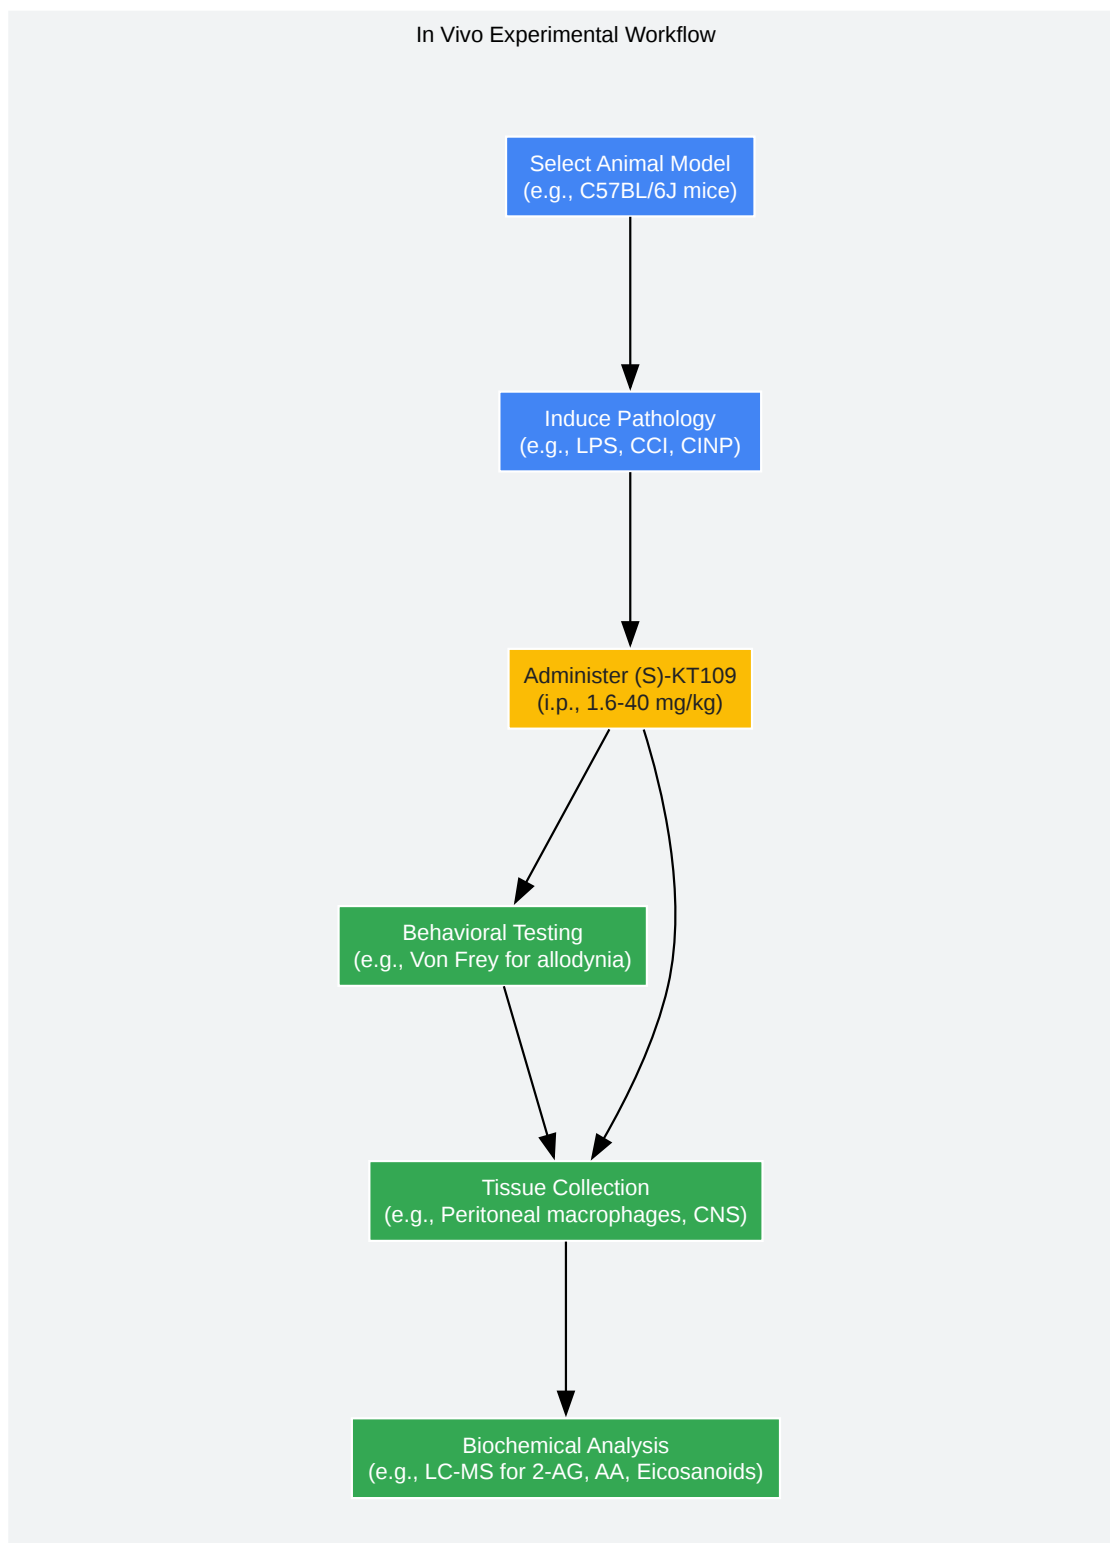 In Vivo Experimental Workflow
Select Animal Model
(e.g., C57BL/6J mice)
Induce Pathology
(e.g., LPS, CCI, CINP)
Administer (S)-KT109
(i.p., 1.6-40 mg/kg)
Behavioral Testing
(e.g., Von Frey for allodynia)
Tissue Collection
(e.g., Peritoneal macrophages, CNS)
Biochemical Analysis
(e.g., LC-MS for 2-AG, AA, Eicosanoids)